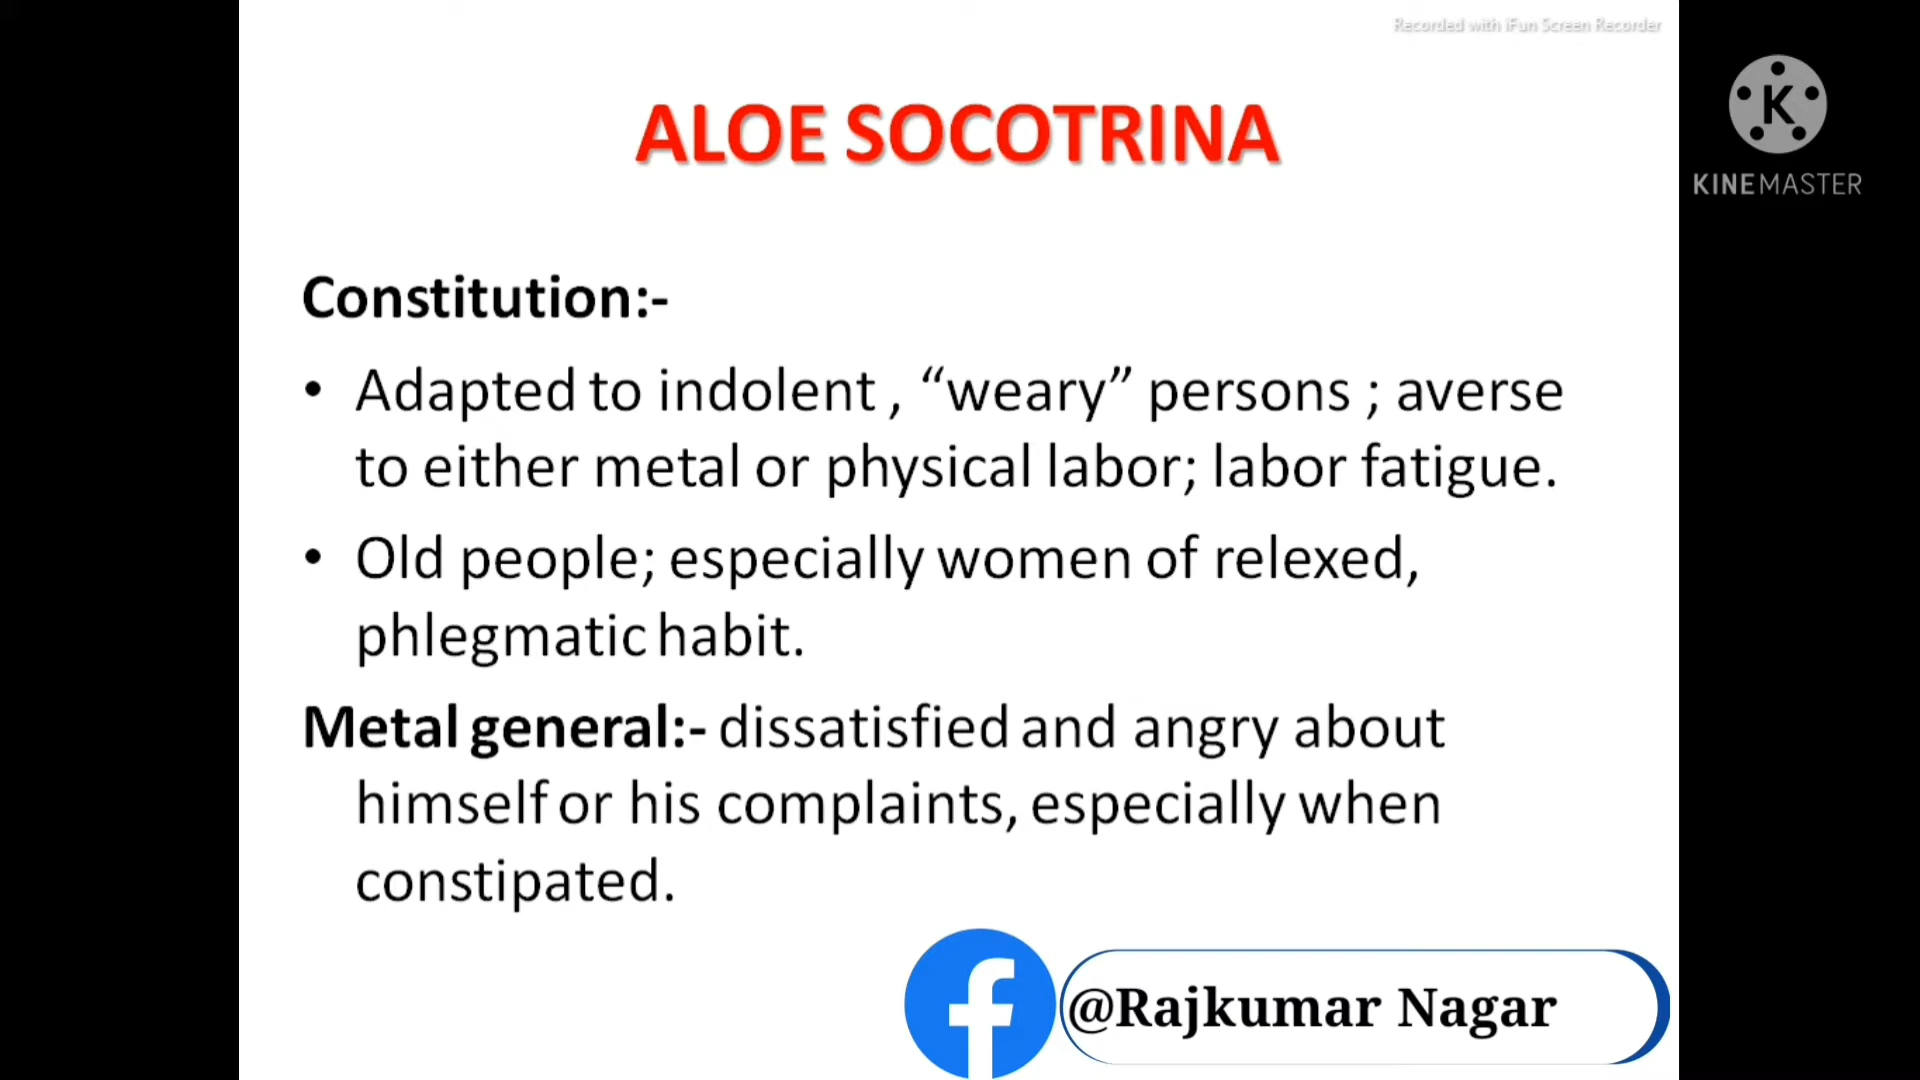 Recorded with iFun Screen Recorder
K
KINEMASTER
ALOE SOCOTRINA
Constitution:-
• Adapted to indolent , “weary” persons ; averse
to either metal or physical labor; labor fatigue.
• Old people; especially women of relexed,
phlegmatic habit.
Metal general:- dissatisfied and angry about
himself or his complaints, especially when
constipated.
@Rajkumar Nagar